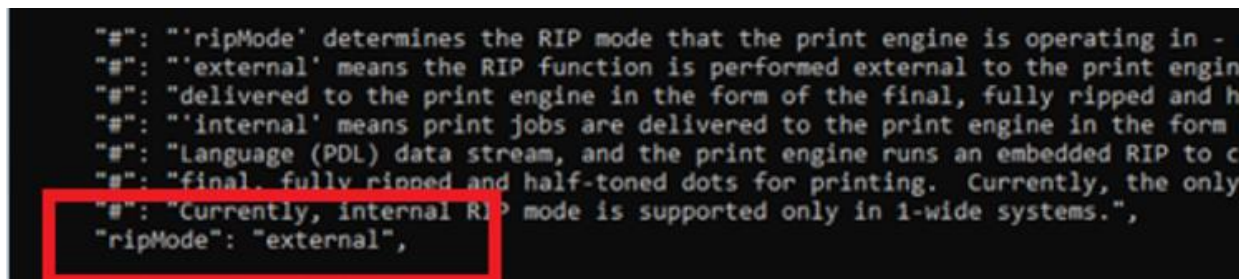 "#": "'ripMode' determines the RIP mode that the print engine is operating in -
"#": "'external' means the RIP function is performed external to the print engin
"#": "delivered to the print engine in the form of the final, fully ripped and h
"#": "'internal' means print jobs are delivered to the print engine in the form
"#": "Language (PDL) data stream, and the print engine runs an embedded RIP to c
"#": "final, fully ripped and half-toned dots for printing.  Currently, the only
"#": "Currently, internal RIP mode is supported only in 1-wide systems.",
"ripMode": "external",